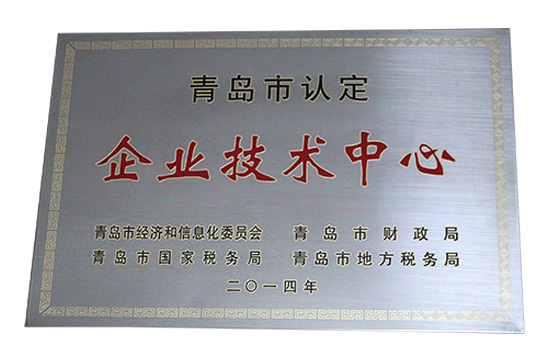 青岛市认定
企业技术中心
青岛市经济和信息化委员会 青岛市财政局
青岛市国家税务局 青岛市地方税务局
二〇一四年